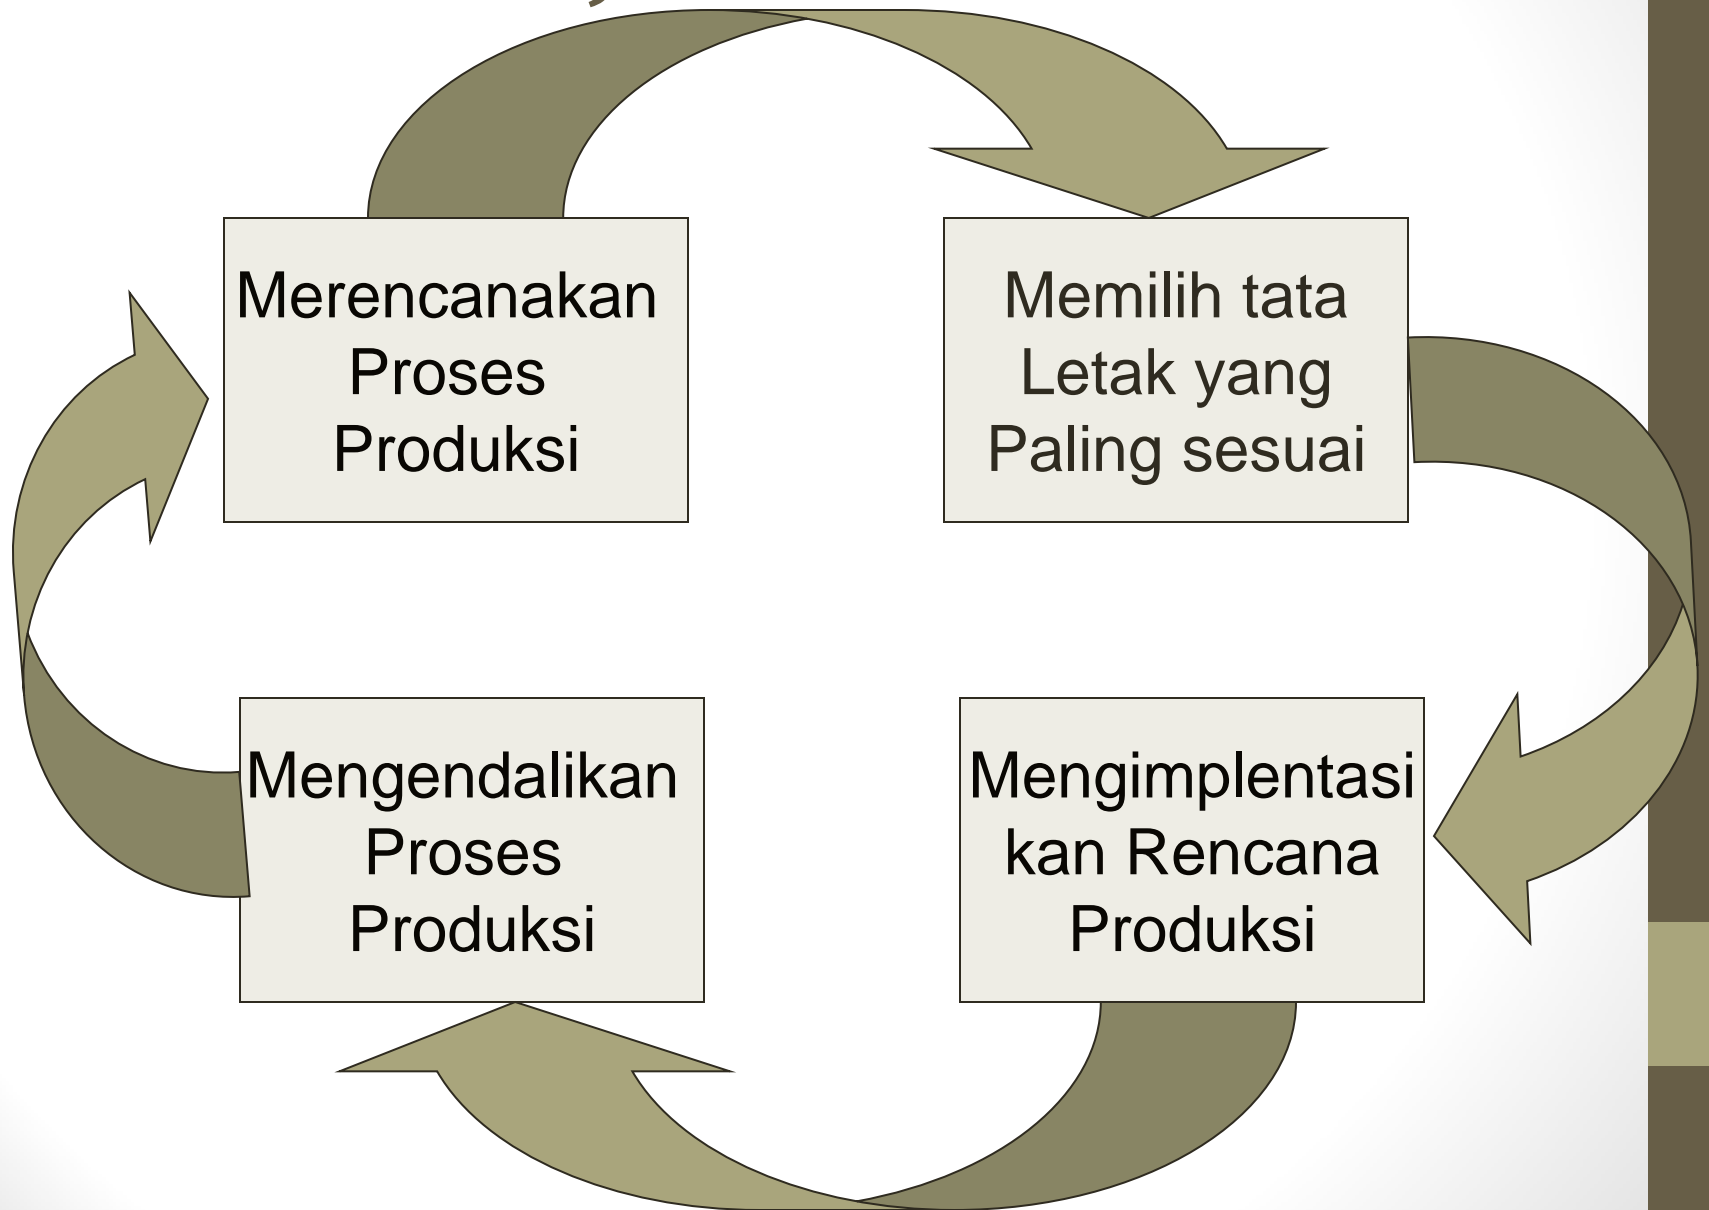 Merencanakan
Proses
Produksi
Memilih tata
Letak yang
Paling sesuai
Mengendalikan
Proses
Produksi
Mengimplentasi
kan Rencana
Produksi